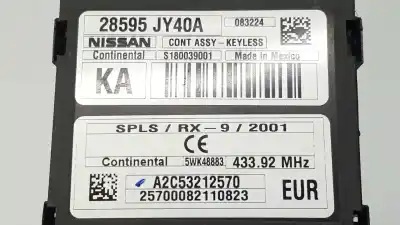 28595 JY40A 083224
NISSAN CONT ASSY-KEYLESS
Continental S180039001 Made in Mexico
KA
SPLS / RX-9 / 2001
CE
Continental 5WK48883 433.92 MHz
A2C53212570
25700082110823 EUR